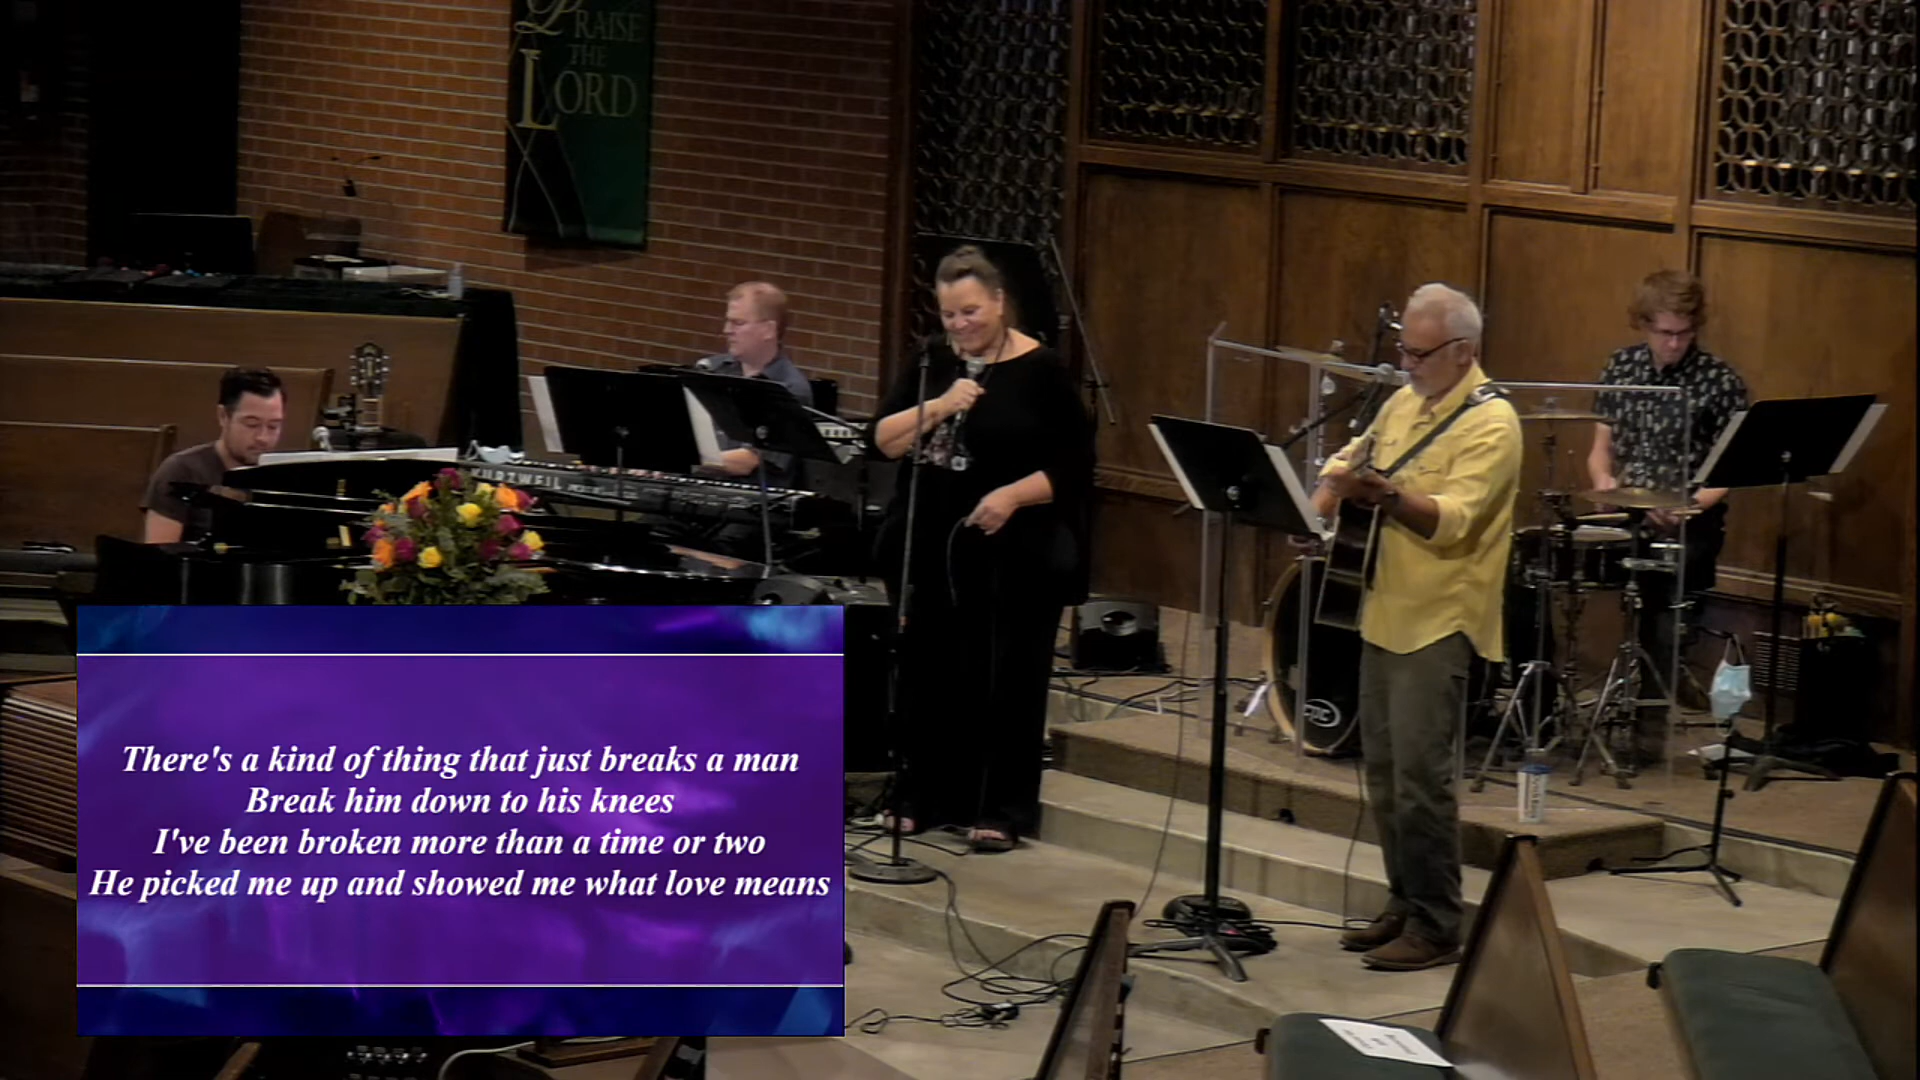 PRAISE
THE
LORD
KURZWEIL
There's a kind of thing that just breaks a man
Break him down to his knees
I've been broken more than a time or two
He picked me up and showed me what love means